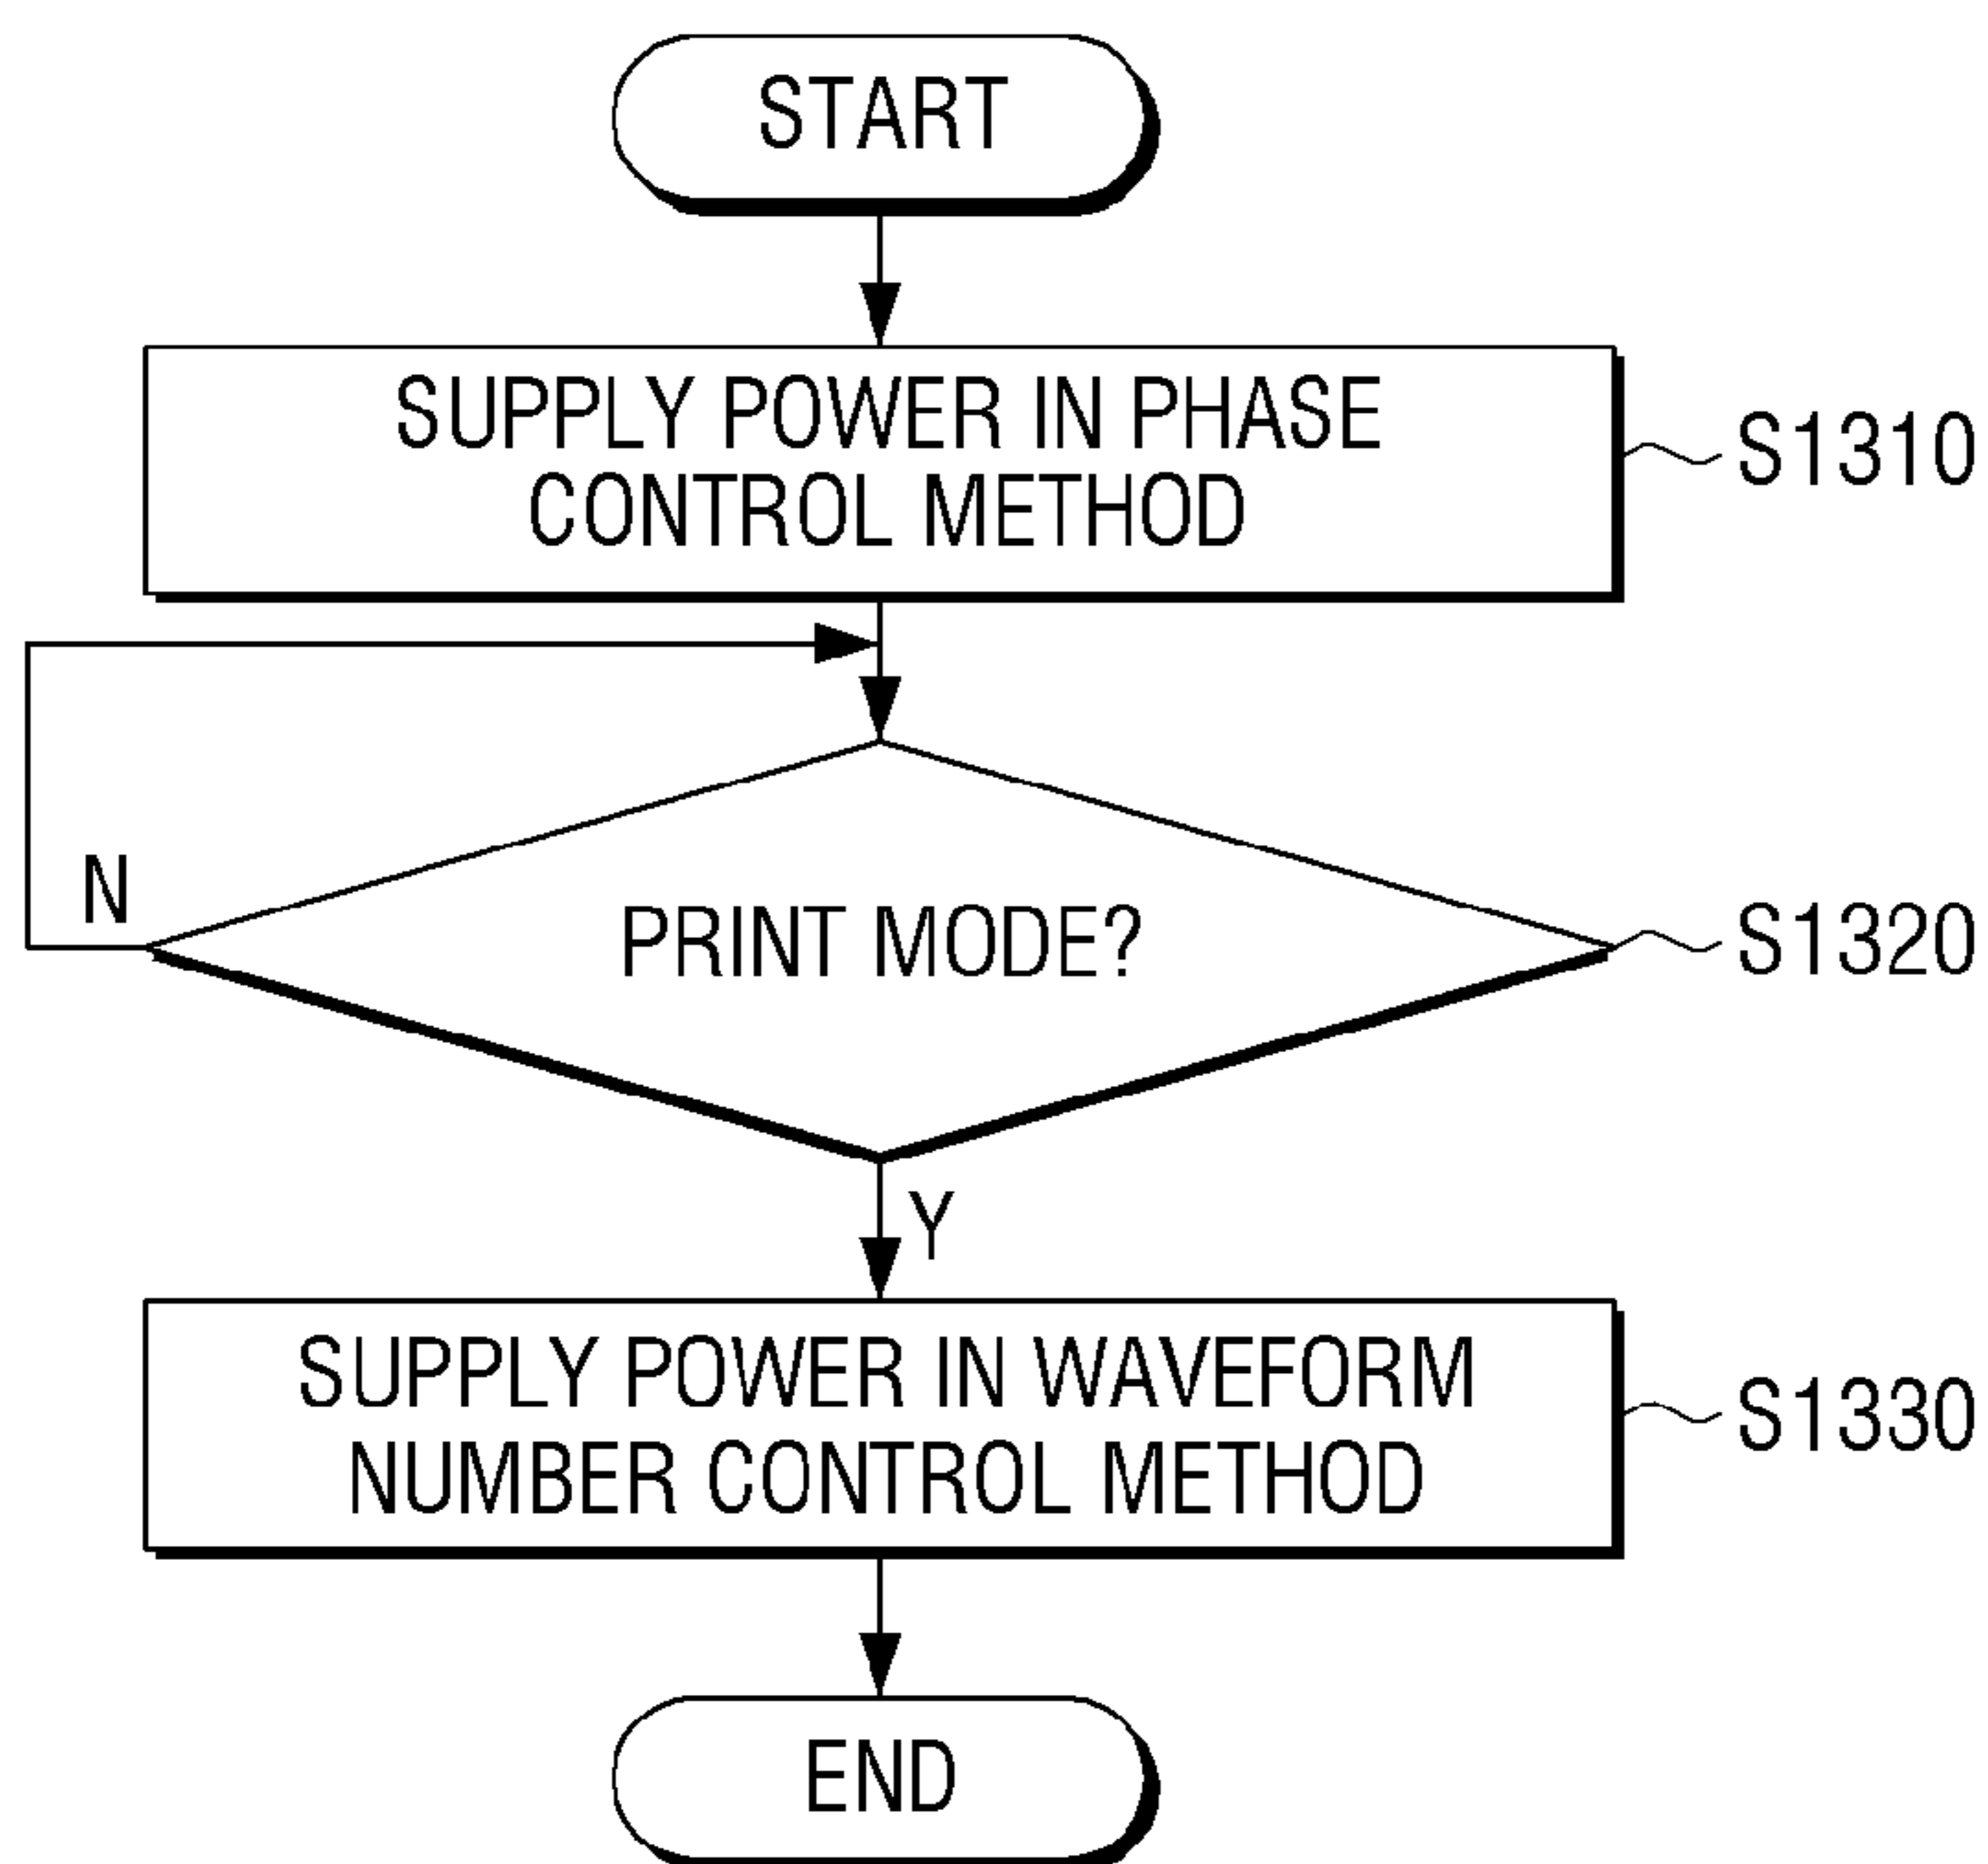 START
SUPPLY POWER IN PHASE
CONTROL METHOD
S1310
N
PRINT MODE?
S1320
Y
SUPPLY POWER IN WAVEFORM
NUMBER CONTROL METHOD
S1330
END